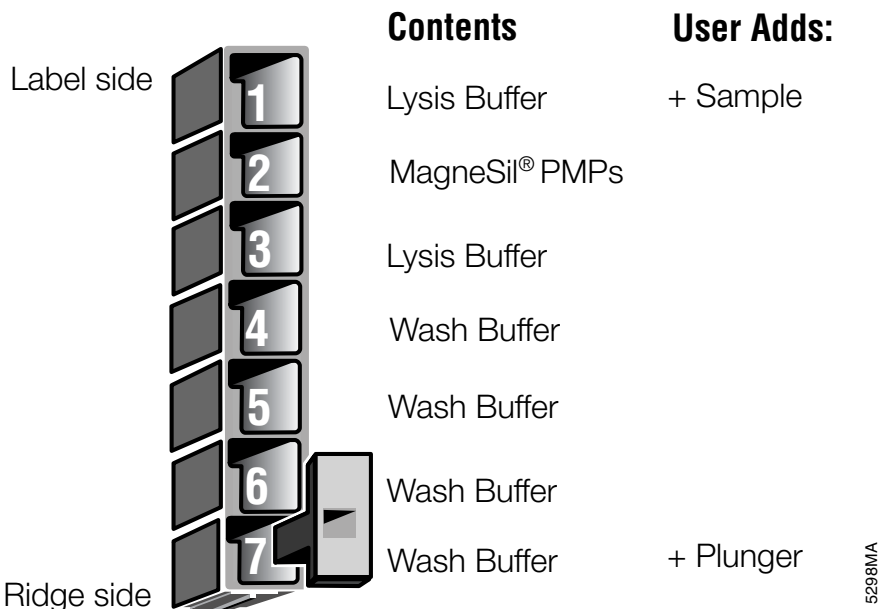 Contents User Adds:
Label side 1 Lysis Buffer + Sample
2 MagneSil® PMPs
3 Lysis Buffer
4 Wash Buffer
5 Wash Buffer
6 Wash Buffer
7 Wash Buffer + Plunger
Ridge side
5298MA